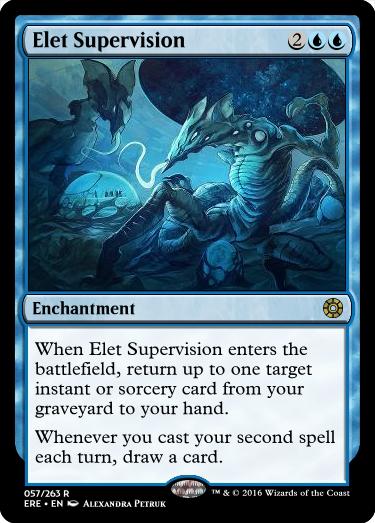 Elet Supervision 2
Enchantment
When Elet Supervision enters the
battlefield, return up to one target
instant or sorcery card from your
graveyard to your hand.
Whenever you cast your second spell
each turn, draw a card.
057/263 R
ERE • EN Alexandra Petruk
™ & © 2016 Wizards of the Coast